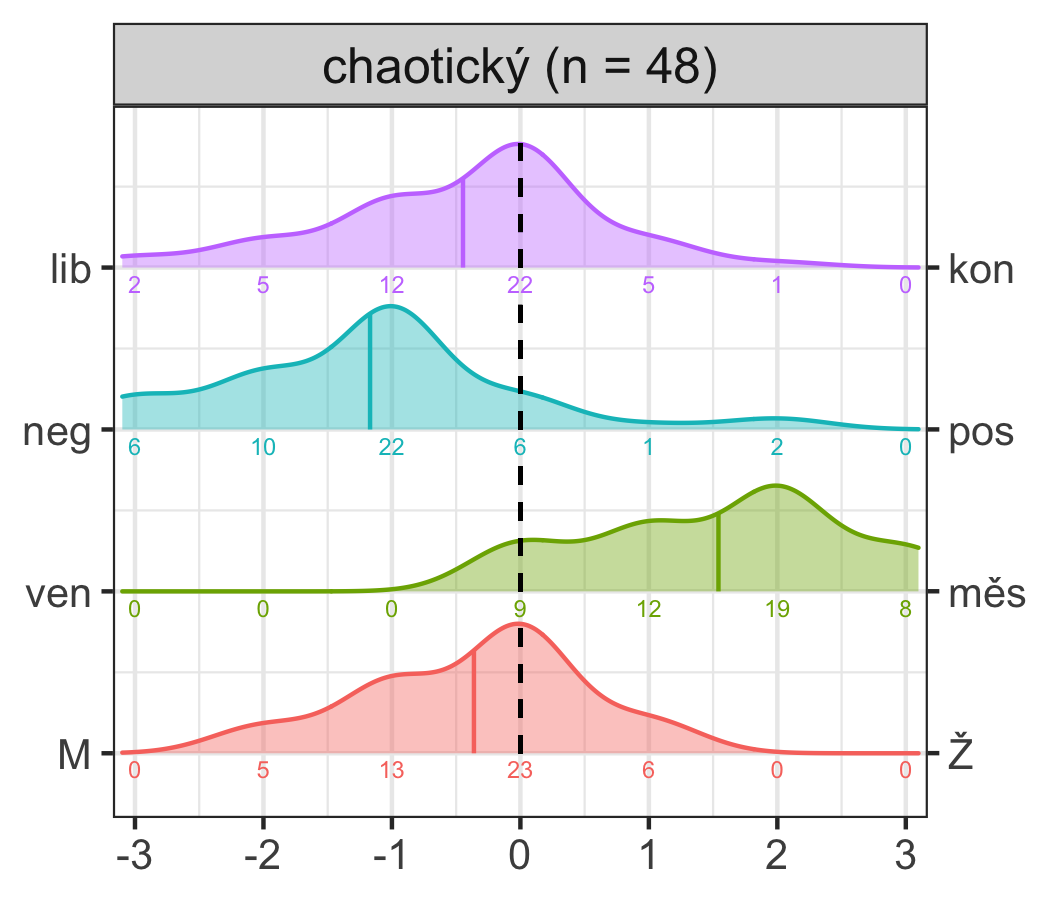 chaotický (n = 48)
lib kon
2 5 12 22 5 1 0
neg pos
6 10 22 6 1 2 0
ven měs
0 0 0 9 12 19 8
M Ž
0 5 13 23 6 0 0
-3 -2 -1 0 1 2 3